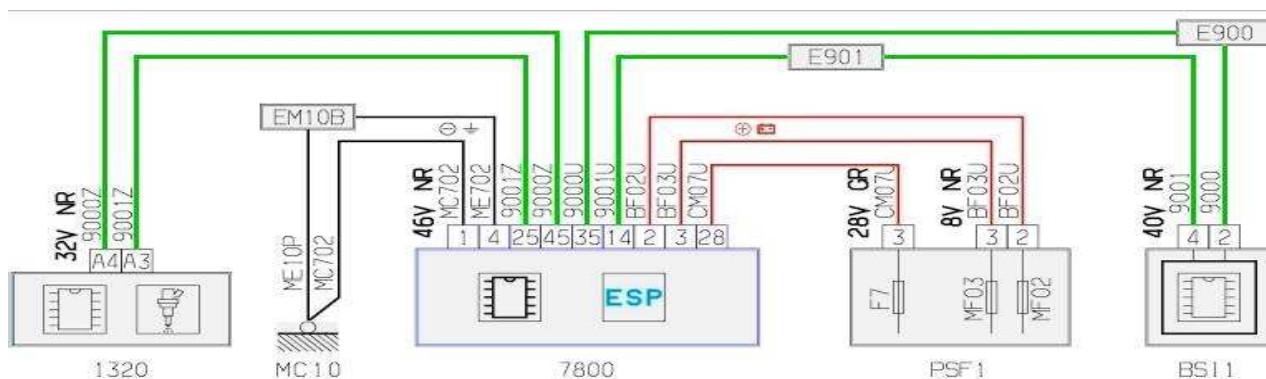 E900
E901
EM10B
32V NR
9000Z
9001Z
ME10P
MC702
46V NR
MC702
ME702
9001Z
9000Z
9000U
9001U
BF02U
BF03U
CM07U
28V GR
CM07U
8V NR
BF03U
BF02U
40V NR
9001
9000
A4 A3
1 4 25 45 35 14 2 3 28
3
3 2
4 2
ESP
F7
MF03
MF02
1320
MC10
7800
PSF1
BSI1